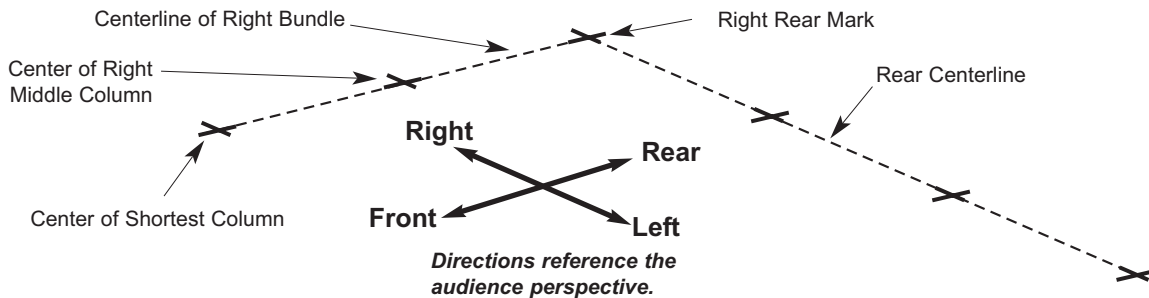 Centerline of Right Bundle
Right Rear Mark
Center of Right
Middle Column
Rear Centerline
Right
Rear
Center of Shortest Column
Front
Left
Directions reference the
audience perspective.